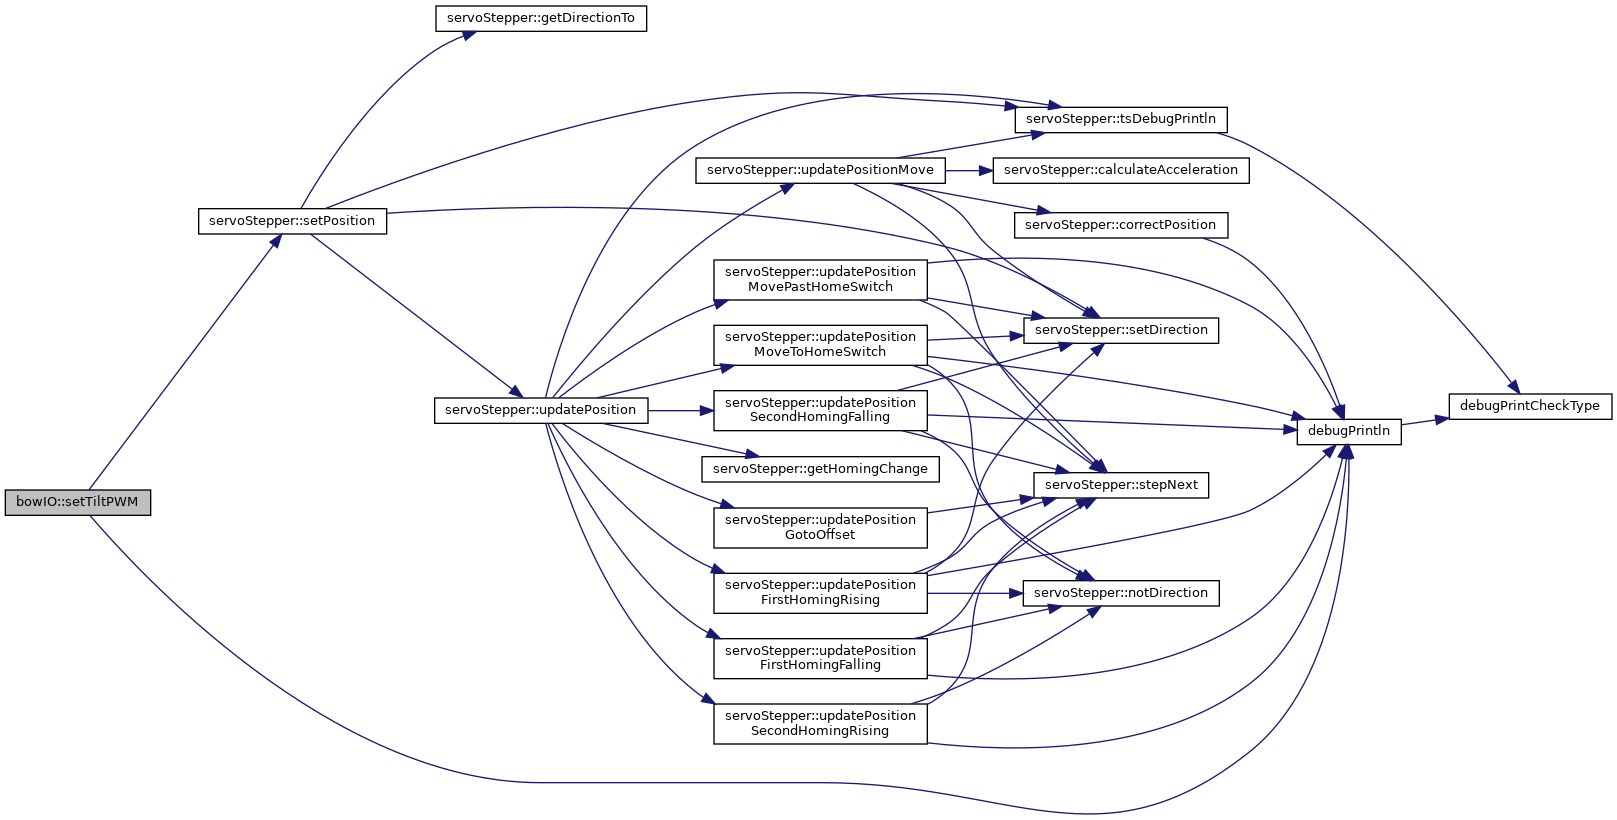 servoStepper::getDirectionTo
servoStepper::tsDebugPrintln
servoStepper::updatePositionMove
servoStepper::calculateAcceleration
servoStepper::setPosition
servoStepper::correctPosition
servoStepper::updatePosition
MovePastHomeSwitch
servoStepper::setDirection
servoStepper::updatePosition
MoveToHomeSwitch
servoStepper::updatePosition
servoStepper::updatePosition
SecondHomingFalling
debugPrintCheckType
debugPrintln
servoStepper::getHomingChange
servoStepper::stepNext
bowIO::setTiltPWM
servoStepper::updatePosition
GotoOffset
servoStepper::updatePosition
FirstHomingRising
servoStepper::notDirection
servoStepper::updatePosition
FirstHomingFalling
servoStepper::updatePosition
SecondHomingRising